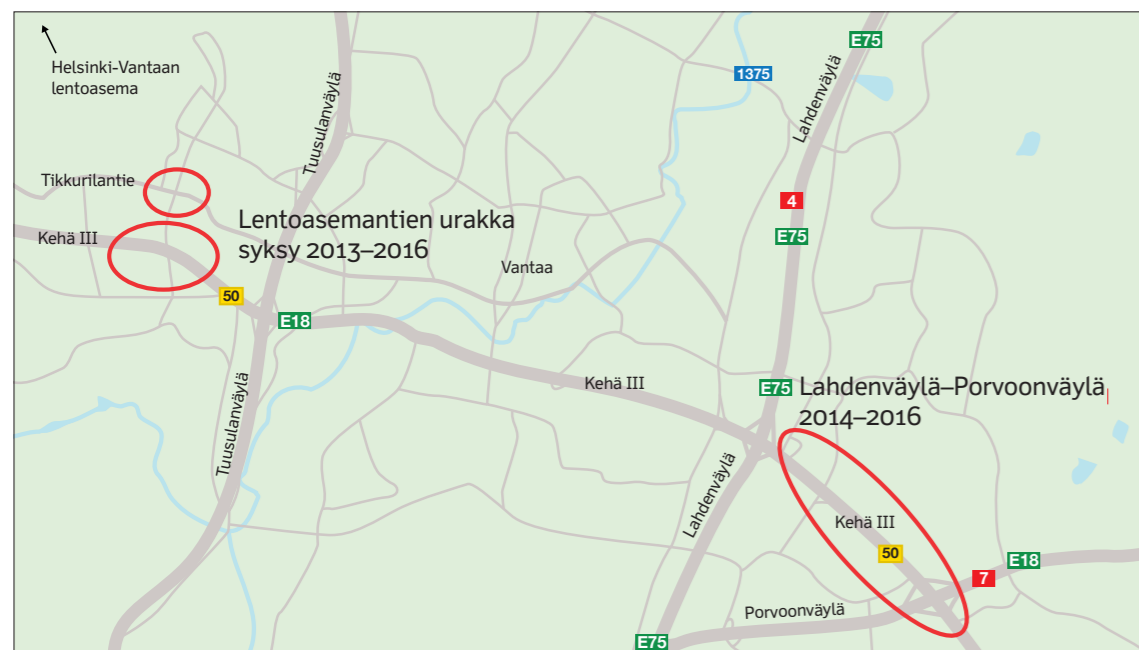 Helsinki-Vantaan
lentoasema
Tuusulanväylä
1375
E75
Lahdenväylä
Tikkurilantie
Kehä III
Lentoasemantien urakka
syksy 2013–2016
4
E75
Vantaa
50
E18
Kehä III
E75
Lahdenväylä–Porvoonväylä
2014–2016
Tuusulanväylä
Lahdenväylä
Kehä III
50
E18
7
Porvoonväylä
E75